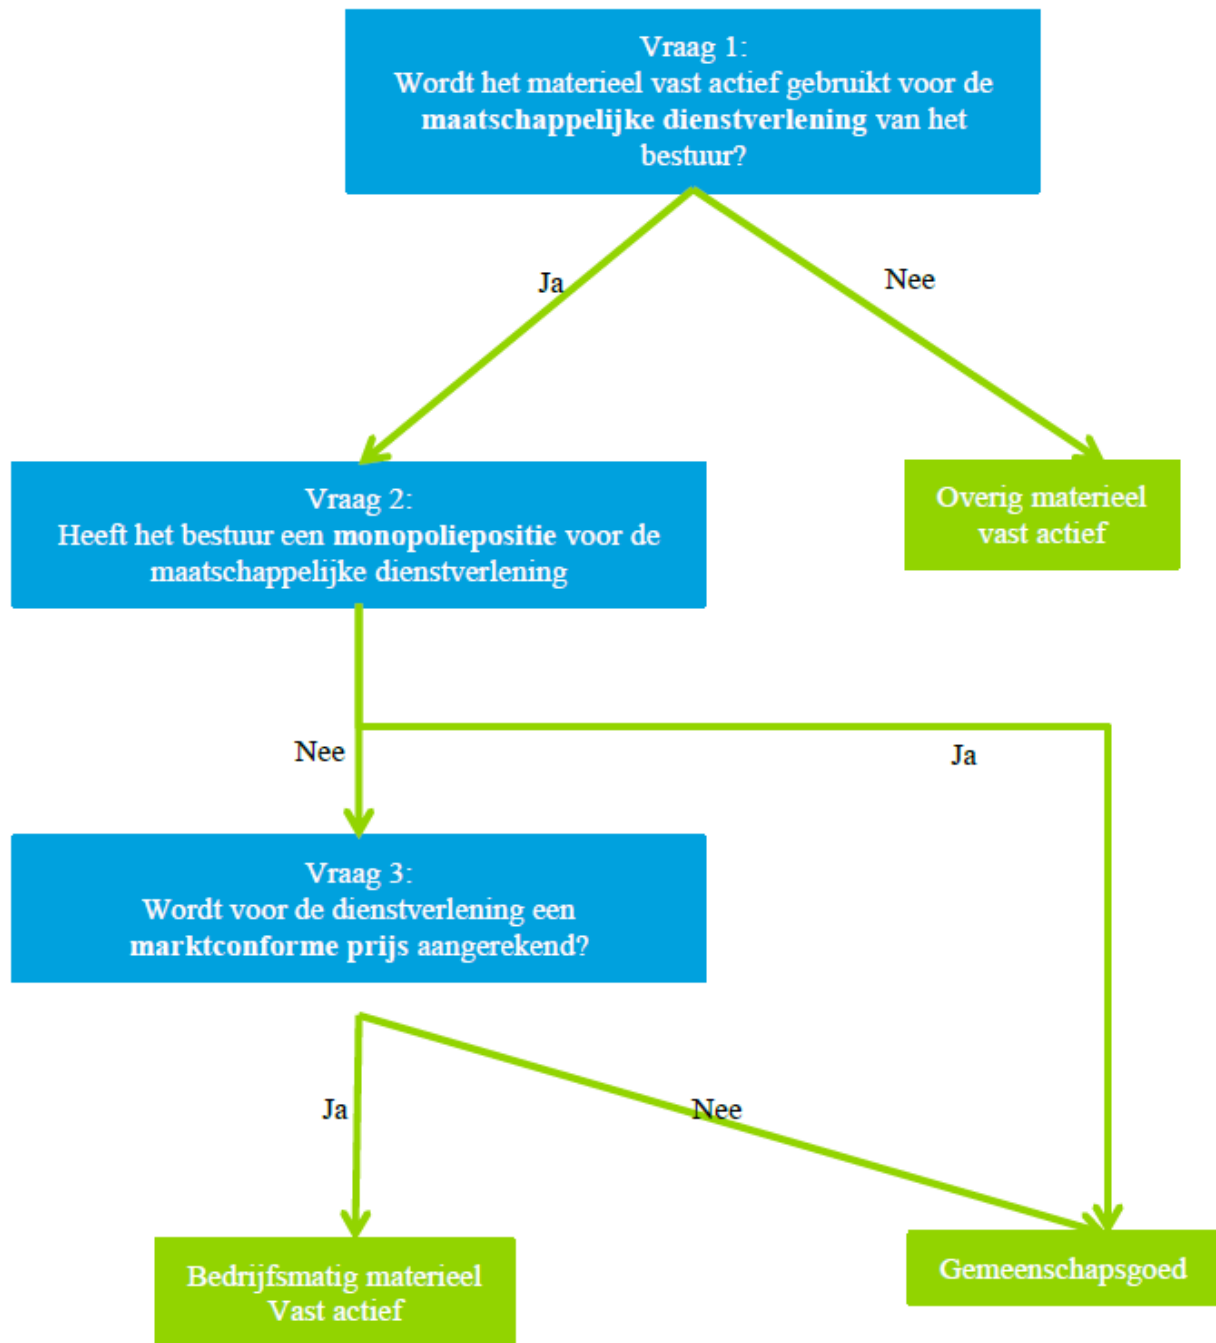 Vraag 1:
Wordt het materieel vast actief gebruikt voor de
maatschappelijke dienstverlening van het
bestuur?
Ja
Nee
Vraag 2:
Heeft het bestuur een monopoliepositie voor de
maatschappelijke dienstverlening
Overig materieel
vast actief
Nee
Ja
Vraag 3:
Wordt voor de dienstverlening een
marktconforme prijs aangerekend?
Ja
Nee
Bedrijfsmatig materieel
Vast actief
Gemeenschapsgoed